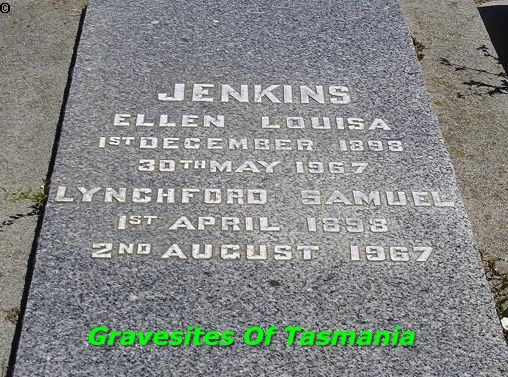 ©
JENKINS
ELLEN LOUISA
1ST DECEMBER 1898
30TH MAY 1967
LYNCHFORD SAMUEL
1ST APRIL 1898
2ND AUGUST 1967
Gravesites Of Tasmania